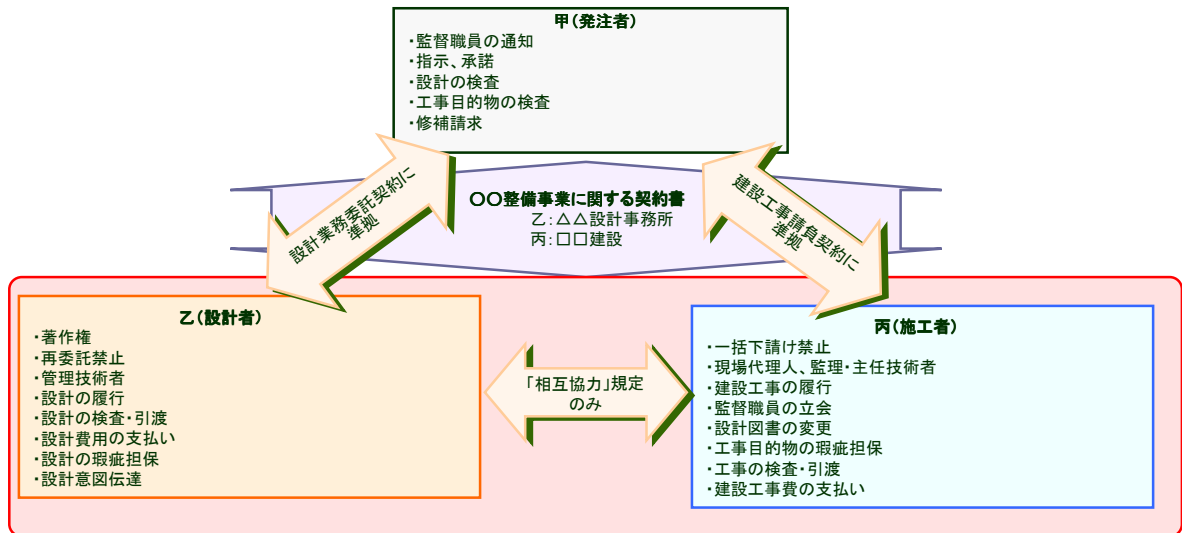 甲（発注者）
・監督職員の通知
・指示、承諾
・設計の検査
・工事目的物の検査
・修補請求
設計業務委託契約に
準拠
〇〇整備事業に関する契約書
乙：△△設計事務所
丙：□□建設
建設工事請負契約に
準拠
乙（設計者）
・著作権
・再委託禁止
・管理技術者
・設計の履行
・設計の検査・引渡
・設計費用の支払い
・設計の瑕疵担保
・設計意図伝達
「相互協力」規定
のみ
丙（施工者）
・一括下請け禁止
・現場代理人、監理・主任技術者
・建設工事の履行
・監督職員の立会
・設計図書の変更
・工事目的物の瑕疵担保
・工事の検査・引渡
・建設工事費の支払い